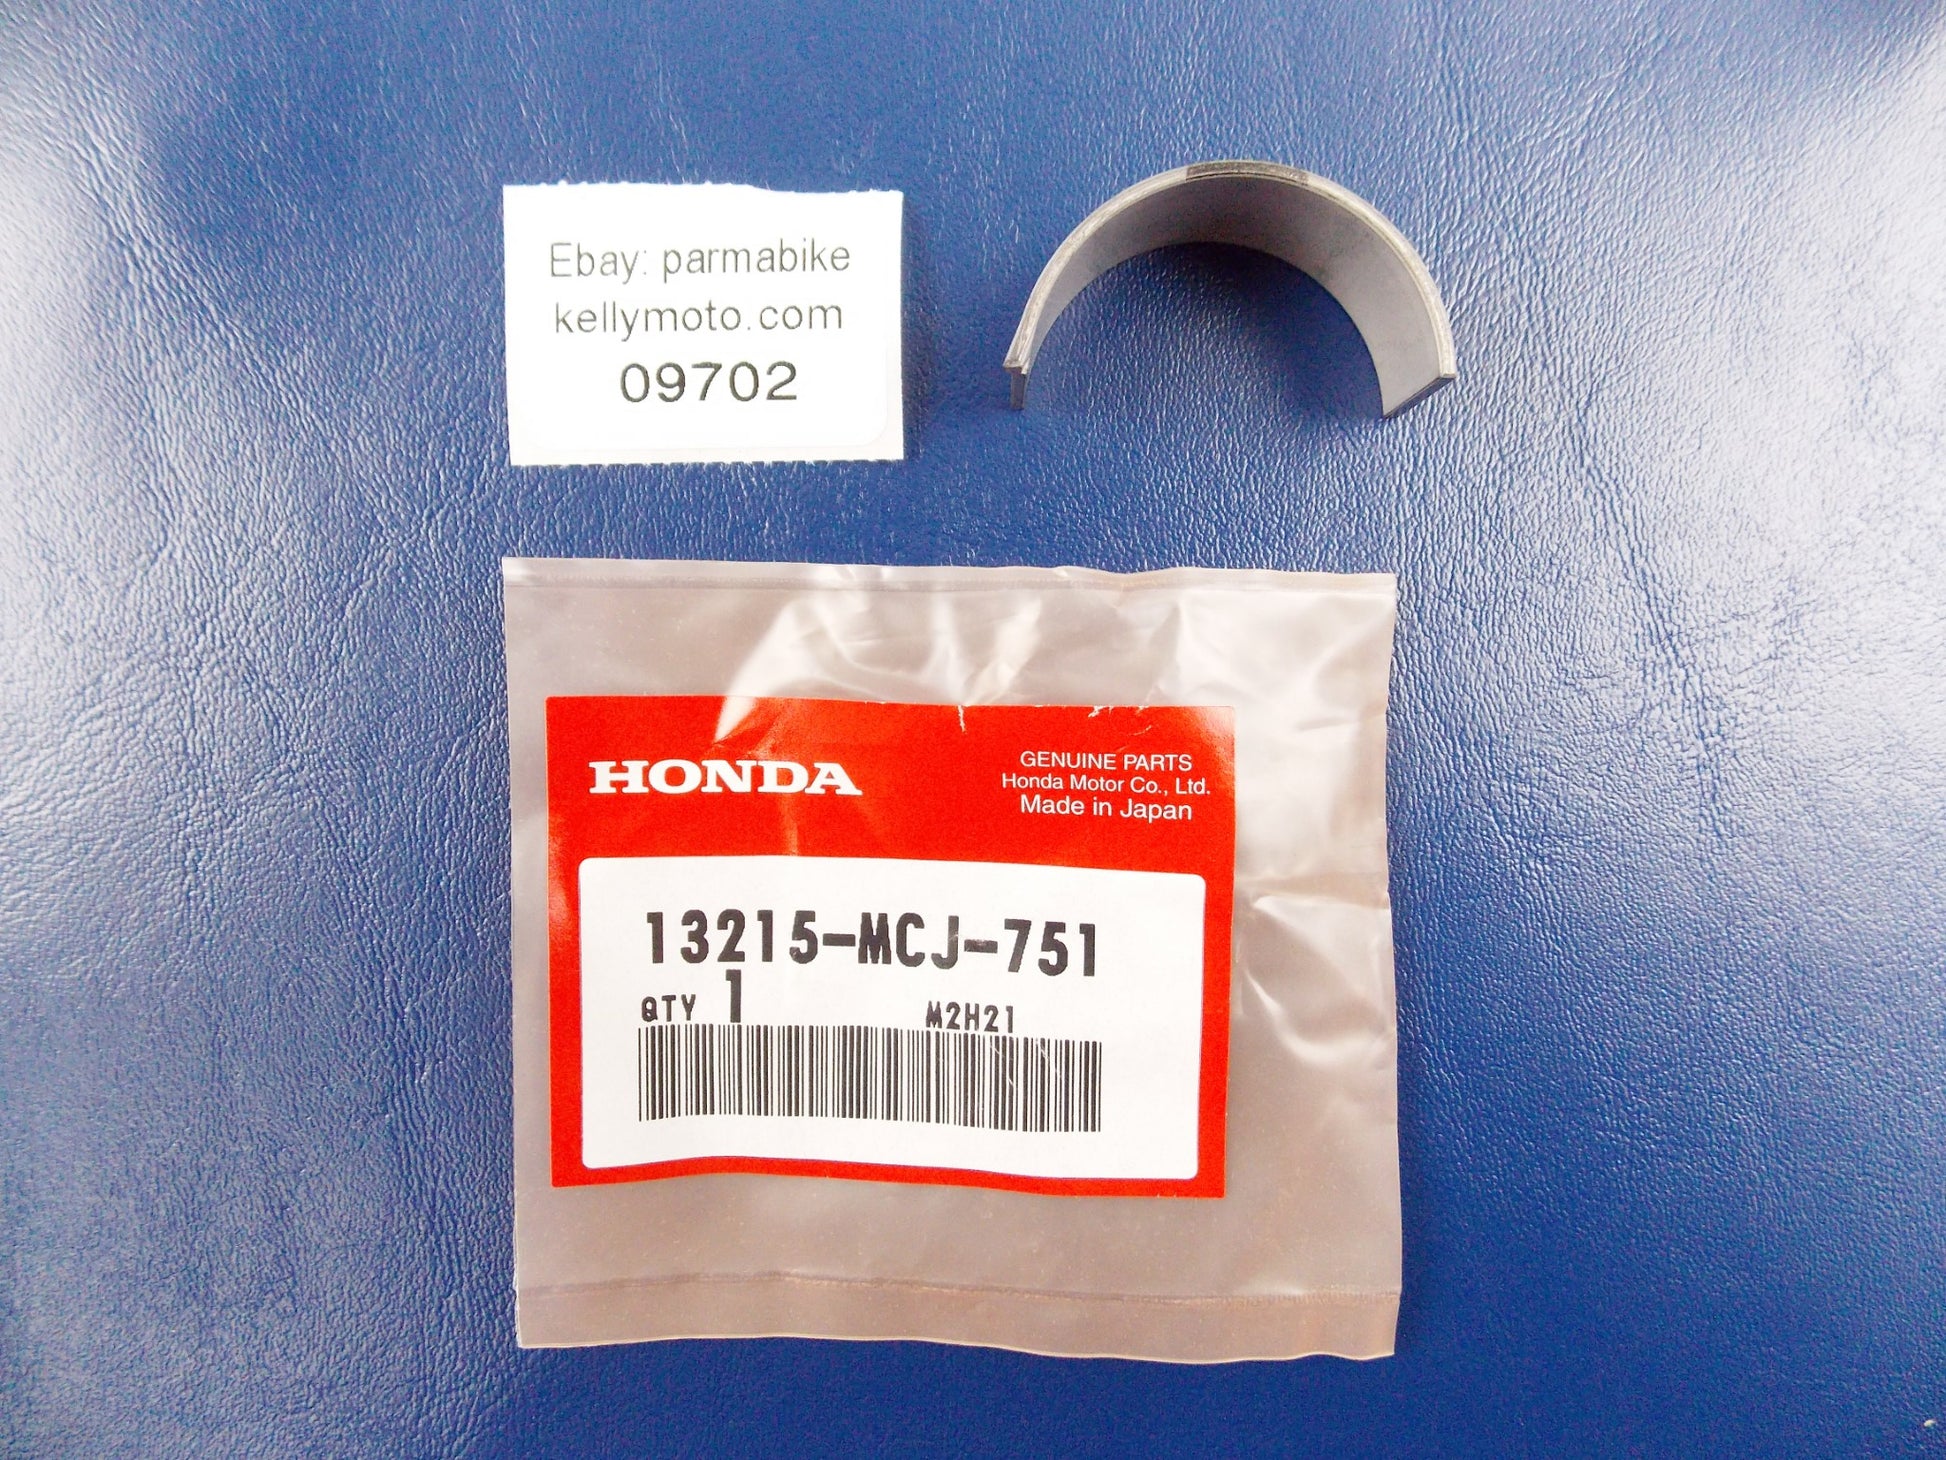 Ebay: parmabike
kellymoto.com
09702
HONDA
GENUINE PARTS
Honda Motor Co., Ltd.
Made in Japan
13215-MCJ-751
QTY 1 M2H21